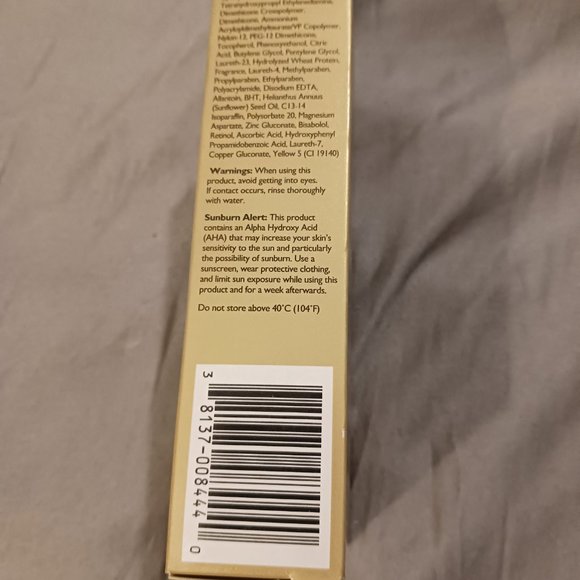 Tetrahydroxypropyl Ethylenediamine,
Dimethicone Crosspolymer,
Dimethicone, Ammonium
Acryloyldimethyltaurate/VP Copolymer,
Nylon-12, PEG-12 Dimethicone,
Tocopherol, Phenoxyethanol, Citric
Acid, Butylene Glycol, Pentylene Glycol,
Laureth-23, Hydrolyzed Wheat Protein,
Fragrance, Laureth-4, Methylparaben,
Propylparaben, Ethylparaben,
Polyacrylamide, Disodium EDTA,
Allantoin, BHT, Helianthus Annuus
(Sunflower) Seed Oil, C13-14
Isoparaffin, Polysorbate 20, Magnesium
Aspartate, Zinc Gluconate, Bisabolol,
Retinol, Ascorbic Acid, Hydroxyphenyl
Propamidobenzoic Acid, Laureth-7,
Copper Gluconate, Yellow 5 (CI 19140)
Warnings: When using this
product, avoid getting into eyes.
If contact occurs, rinse thoroughly
with water.
Sunburn Alert: This product
contains an Alpha Hydroxy Acid
(AHA) that may increase your skin's
sensitivity to the sun and particularly
the possibility of sunburn. Use a
sunscreen, wear protective clothing,
and limit sun exposure while using this
product and for a week afterwards.
Do not store above 40°C (104°F)
3 8137-008444 0